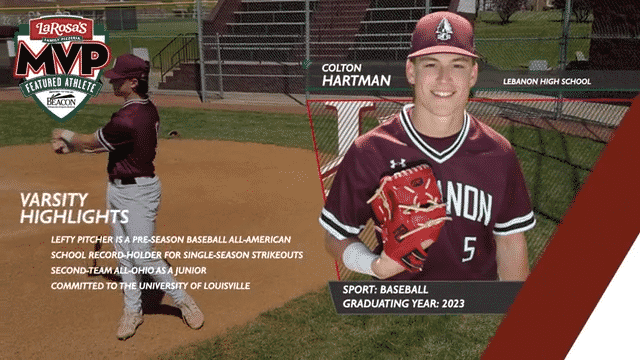 LaRosa's
FAMILY PIZZERIA
MVP
FEATURED ATHLETE
BEACON
COLTON
HARTMAN
LEBANON HIGH SCHOOL
NON
5
VARSITY
HIGHLIGHTS
LEFTY PITCHER IS A PRE-SEASON BASEBALL ALL-AMERICAN
SCHOOL RECORD-HOLDER FOR SINGLE-SEASON STRIKEOUTS
SECOND-TEAM ALL-OHIO AS A JUNIOR
COMMITTED TO THE UNIVERSITY OF LOUISVILLE
SPORT: BASEBALL
GRADUATING YEAR: 2023